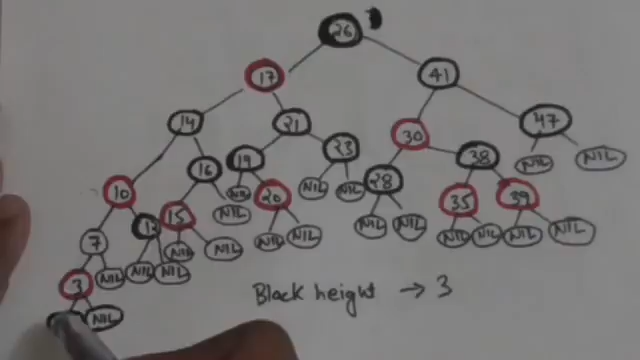 26
17 41
14 21 47
30
16 19 23 38 NIL NIL
10 28
NIL NIL NIL
15 NIL 20 35 39
7 12
NIL NIL NIL NIL NIL NIL NIL NIL NIL NIL
3 NIL NIL NIL
Black height → 3
NIL